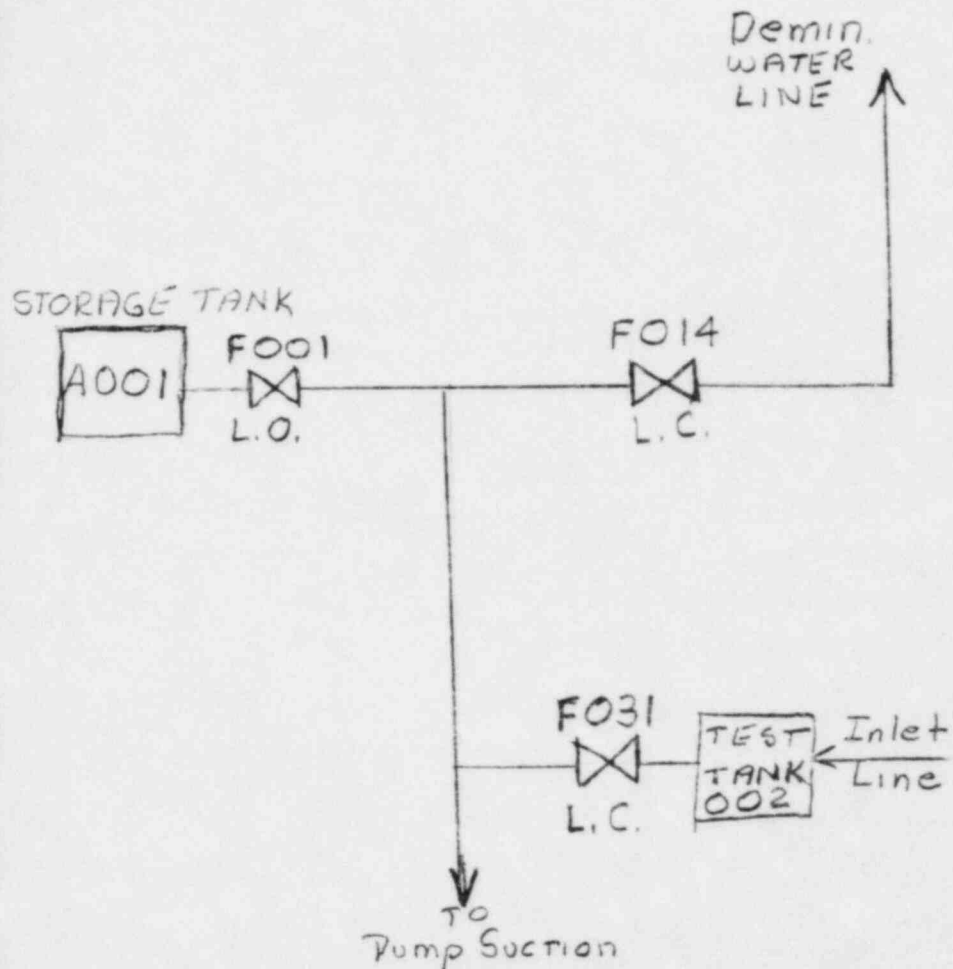 Demin.
WATER
LINE
STORAGE TANK
A001
F001
L.O.
F014
L.C.
F031
L.C.
TEST
TANK
002
Inlet
Line
TO
Pump Suction